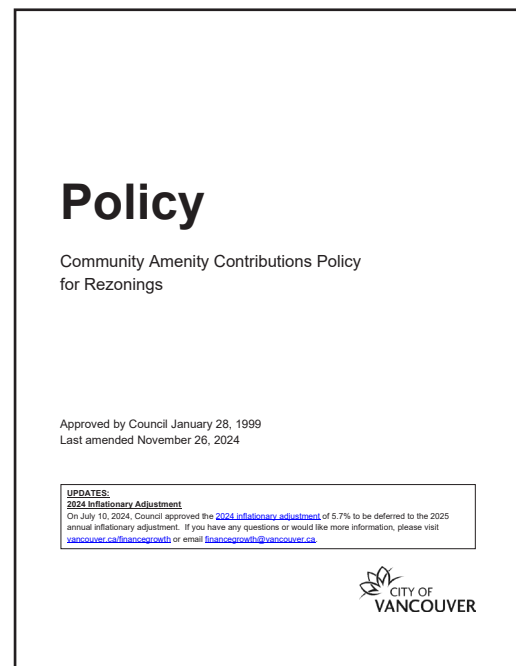 Policy
Community Amenity Contributions Policy
for Rezonings
Approved by Council January 28, 1999
Last amended November 26, 2024
UPDATES:
2024 Inflationary Adjustment
On July 10, 2024, Council approved the 2024 inflationary adjustment of 5.7% to be deferred to the 2025
annual inflationary adjustment. If you have any questions or would like more information, please visit
vancouver.ca/financegrowth or email financegrowth@vancouver.ca.
CITY OF
VANCOUVER